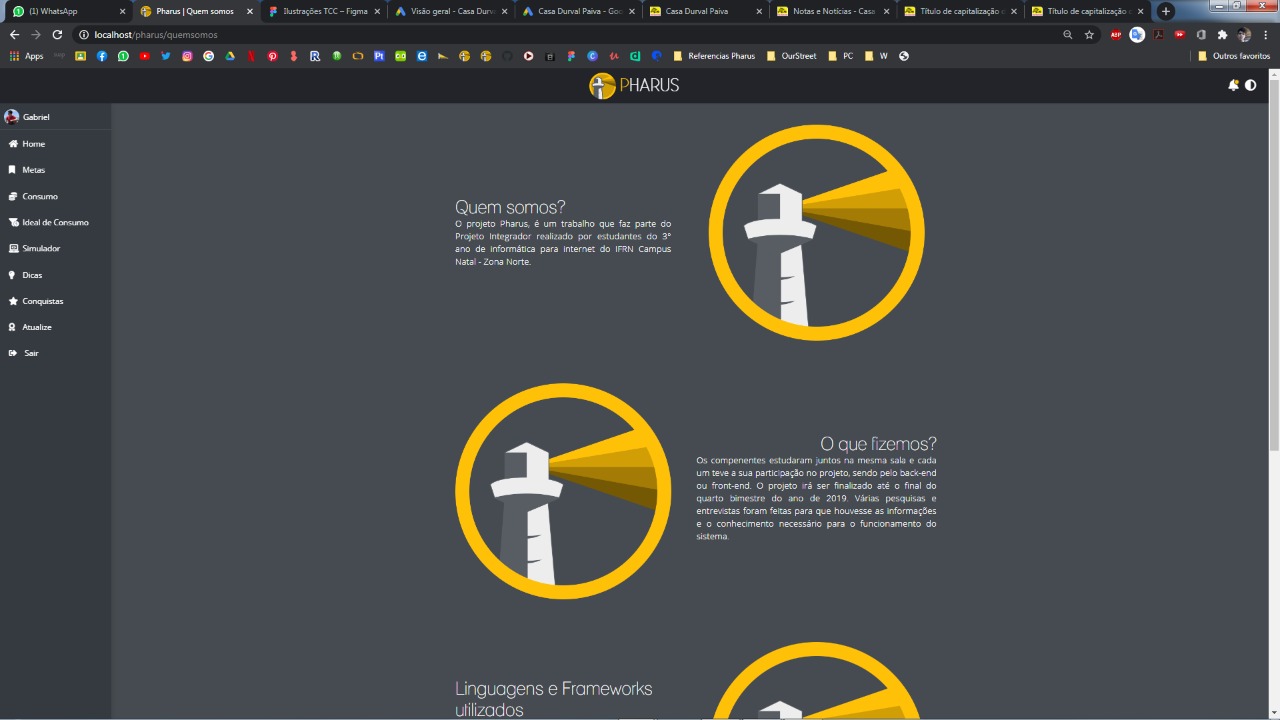 (1) WhatsApp
Pharus | Quem somos
Ilustrações TCC – Figma
Visão geral - Casa Durval
Casa Durval Paiva - Goo
Casa Durval Paiva
Notas e Notícias - Casa
Título de capitalização
Título de capitalização
localhost/pharus/quemsomos
Apps
Referencias Pharus
OurStreet
PC
W
Outros favoritos
PHARUS
Gabriel
Home
Metas
Consumo
Ideal de Consumo
Simulador
Dicas
Conquistas
Atualize
Sair
Quem somos?
O projeto Pharus, é um trabalho que faz parte do
Projeto Integrador realizado por estudantes do 3º
ano de informática para internet do IFRN Campus
Natal - Zona Norte.
O que fizemos?
Os compenentes estudaram juntos na mesma sala e cada
um teve a sua participação no projeto, sendo pelo back-end
ou front-end. O projeto irá ser finalizado até o final do
quarto bimestre do ano de 2019. Várias pesquisas e
entrevistas foram feitas para que houvesse as informações
e o conhecimento necessário para o funcionamento do
sistema.
Linguagens e Frameworks
utilizados